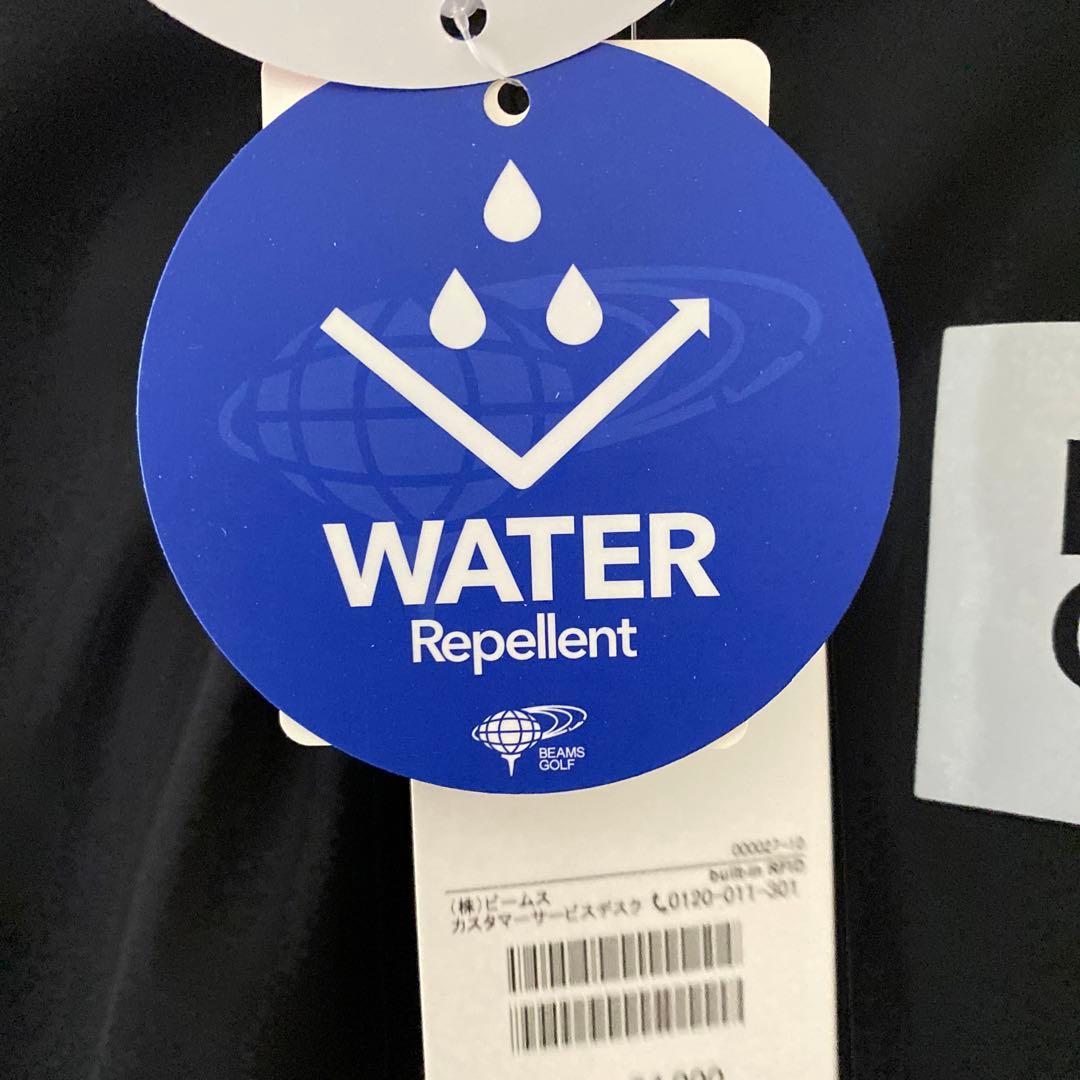 WATER
Repellent
BEAMS
GOLF
000027-10
built-in RFID
(株)ビームス
カスタマーサービスデスク 0120-011-301